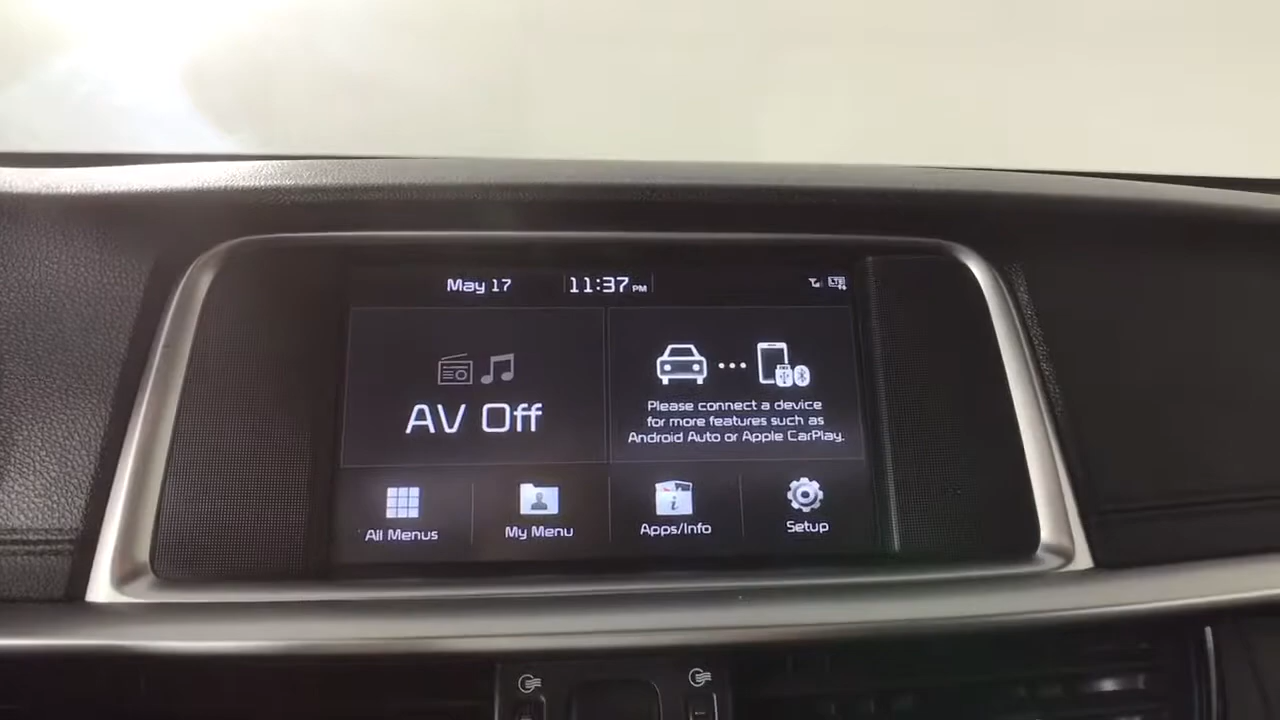 May 17 11:37 PM LTE
AV Off
Please connect a device
for more features such as
Android Auto or Apple CarPlay.
All Menus My Menu Apps/Info Setup